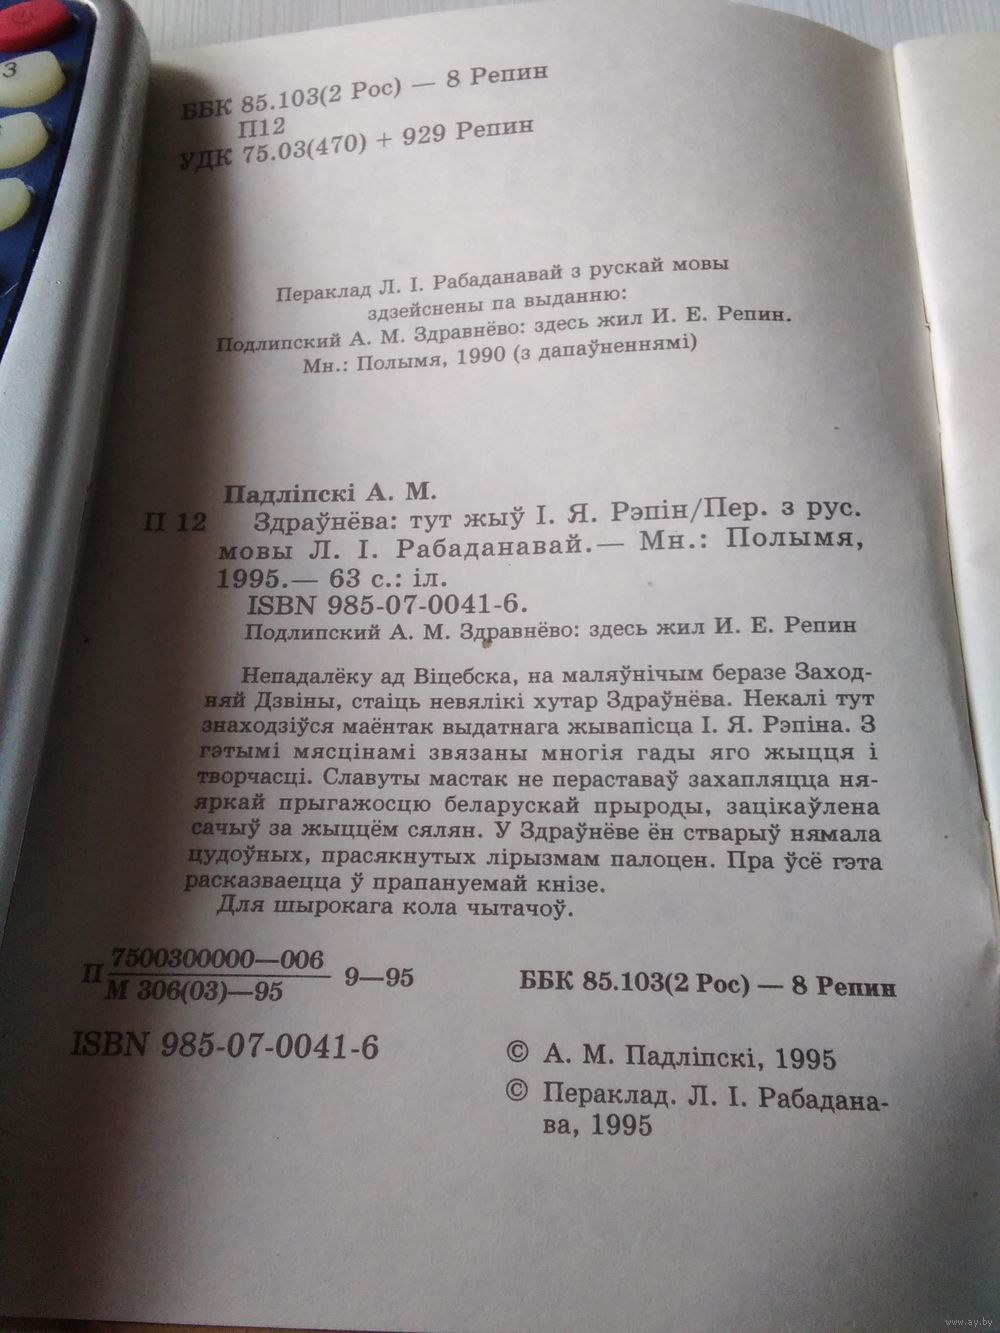 3
ББК 85.103(2 Рос) — 8 Репин
П12
УДК 75.03(470) + 929 Репин
Пераклад Л. І. Рабаданавай з рускай мовы
здзейснены па выданню:
Подлипский А. М. Здравнёво: здесь жил И. Е. Репин.
Мн.: Полымя, 1990 (з дапаўненнямі)
Падліпскі А. М.
П 12 Здраўнёва: тут жыў І. Я. Рэпін/Пер. з рус.
мовы Л. І. Рабаданавай.— Мн.: Полымя,
1995.— 63 с.: іл.
ISBN 985-07-0041-6.
Подлипский А. М. Здравнёво: здесь жил И. Е. Репин
Непадалёку ад Віцебска, на маляўнічым беразе Заход-
няй Дзвіны, стаіць невялікі хутар Здраўнёва. Некалі тут
знаходзіўся маёнтак выдатнага жывапісца І. Я. Рэпіна. З
гэтымі мясцінамі звязаны многія гады яго жыцця і
творчасці. Славуты мастак не пераставаў захапляцца ня-
яркай прыгажосцю беларускай прыроды, зацікаўлена
сачыў за жыццём сялян. У Здраўнёве ён стварыў нямала
цудоўных, прасякнутых лірызмам палоцен. Пра ўсё гэта
расказваецца ў прапануемай кнізе.
Для шырокага кола чытачоў.
П 7500300000—006
М 306(03)—95
9—95
ББК 85.103(2 Рос) — 8 Репин
ISBN 985-07-0041-6
© А. М. Падліпскі, 1995
© Пераклад. Л. І. Рабадана-
ва, 1995
www.ay.by